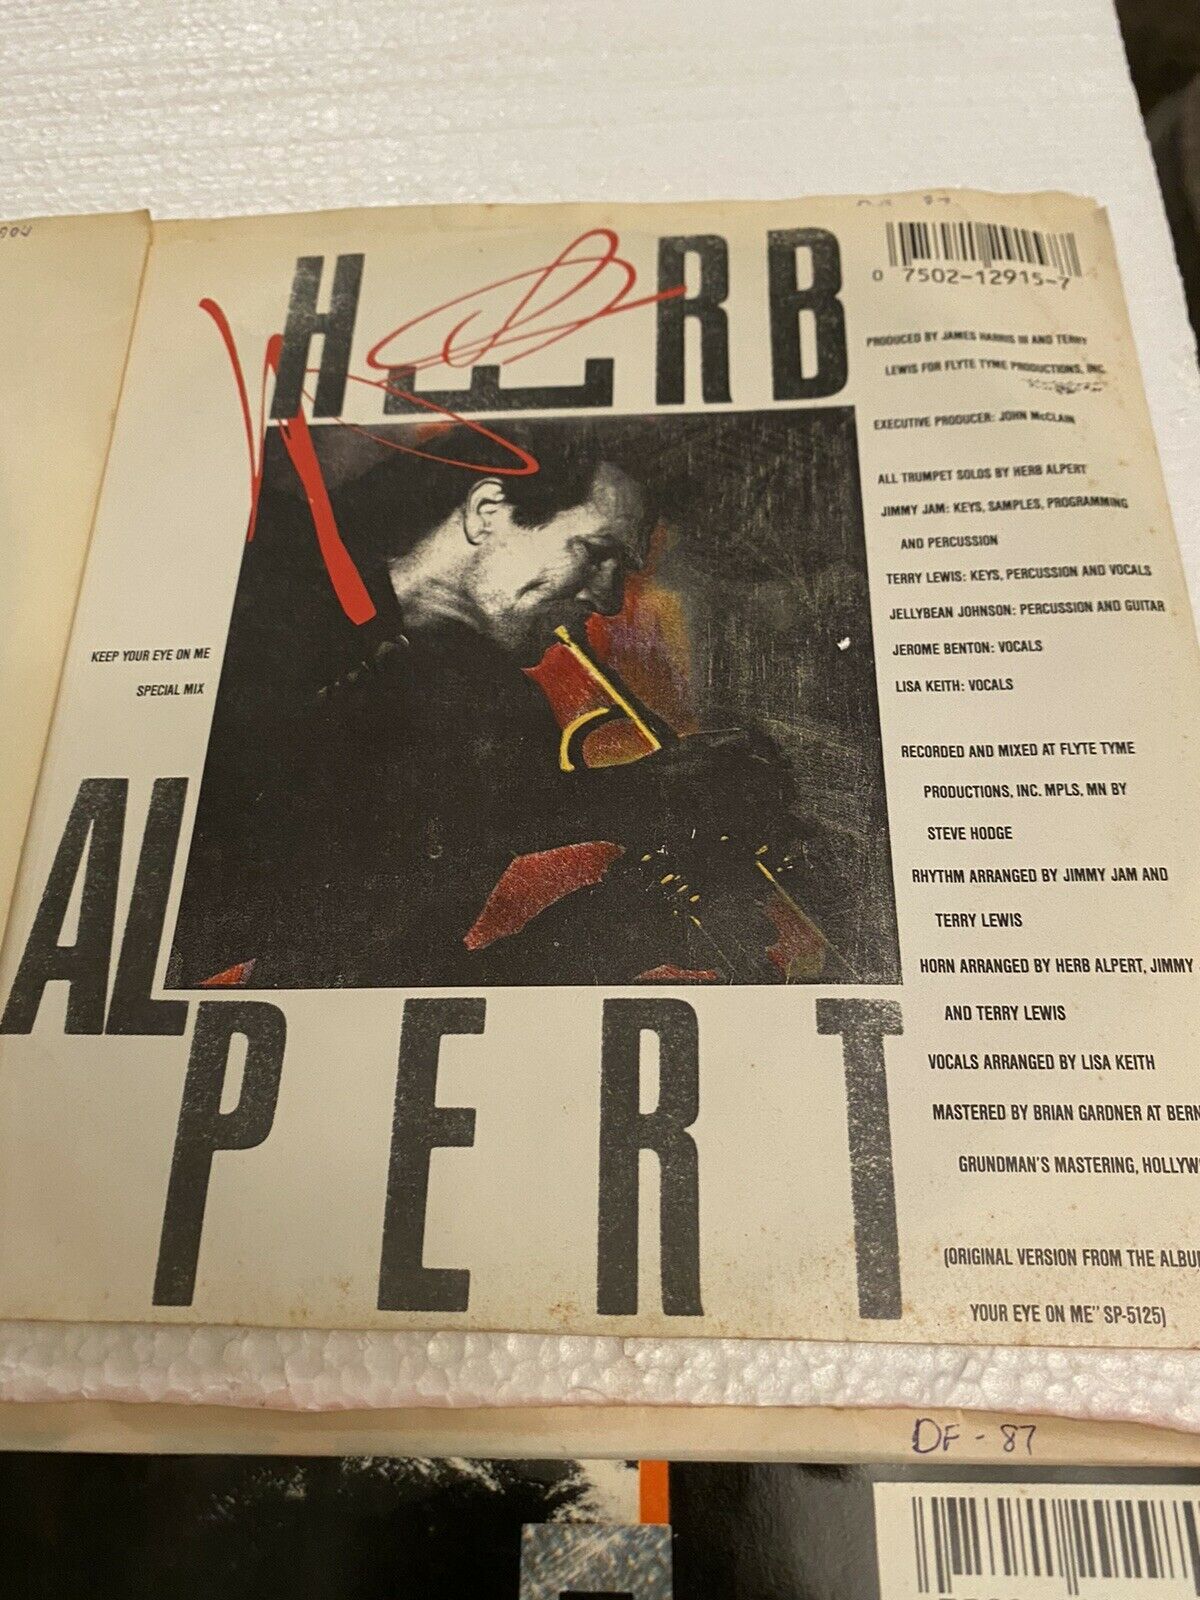 HERB
0 7502-12915-7
PRODUCED BY JAMES HARRIS III AND TERRY
LEWIS FOR FLYTE TYME PRODUCTIONS, INC.
EXECUTIVE PRODUCER: JOHN McCLAIN
ALL TRUMPET SOLOS BY HERB ALPERT
JIMMY JAM: KEYS, SAMPLES, PROGRAMMING
AND PERCUSSION
TERRY LEWIS: KEYS, PERCUSSION AND VOCALS
JELLYBEAN JOHNSON: PERCUSSION AND GUITAR
JEROME BENTON: VOCALS
LISA KEITH: VOCALS
KEEP YOUR EYE ON ME
SPECIAL MIX
RECORDED AND MIXED AT FLYTE TYME
PRODUCTIONS, INC. MPLS, MN BY
STEVE HODGE
RHYTHM ARRANGED BY JIMMY JAM AND
TERRY LEWIS
HORN ARRANGED BY HERB ALPERT, JIMMY
AND TERRY LEWIS
VOCALS ARRANGED BY LISA KEITH
MASTERED BY BRIAN GARDNER AT BERN
GRUNDMAN'S MASTERING, HOLLYW
(ORIGINAL VERSION FROM THE ALBU
YOUR EYE ON ME" SP-5125)
AL
PERT
DF - 87